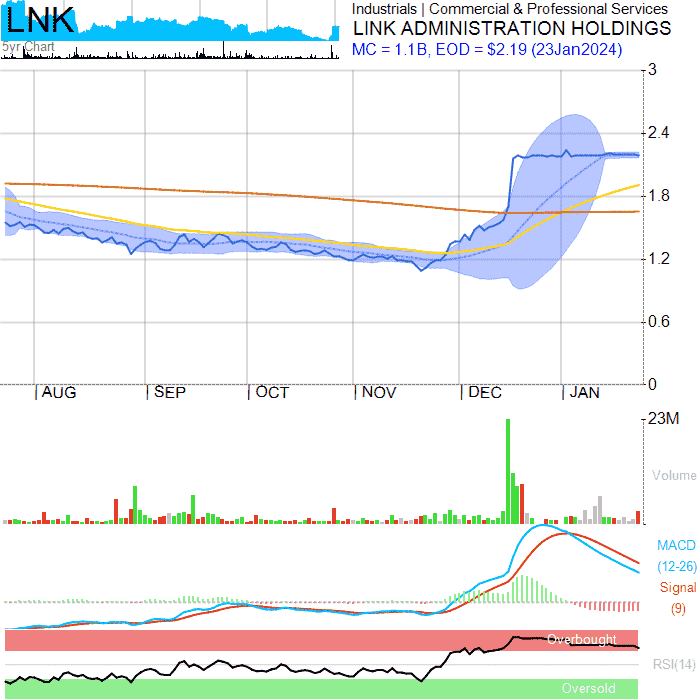 LNK
5yr Chart
Industrials | Commercial & Professional Services
LINK ADMINISTRATION HOLDINGS
MC = 1.1B, EOD = $2.19 (23Jan2024)
3
2.4
1.8
1.2
0.6
0
|AUG |SEP |OCT |NOV |DEC |JAN
23M
Volume
MACD
(12-26)
Signal
(9)
Overbought
RSI(14)
Oversold